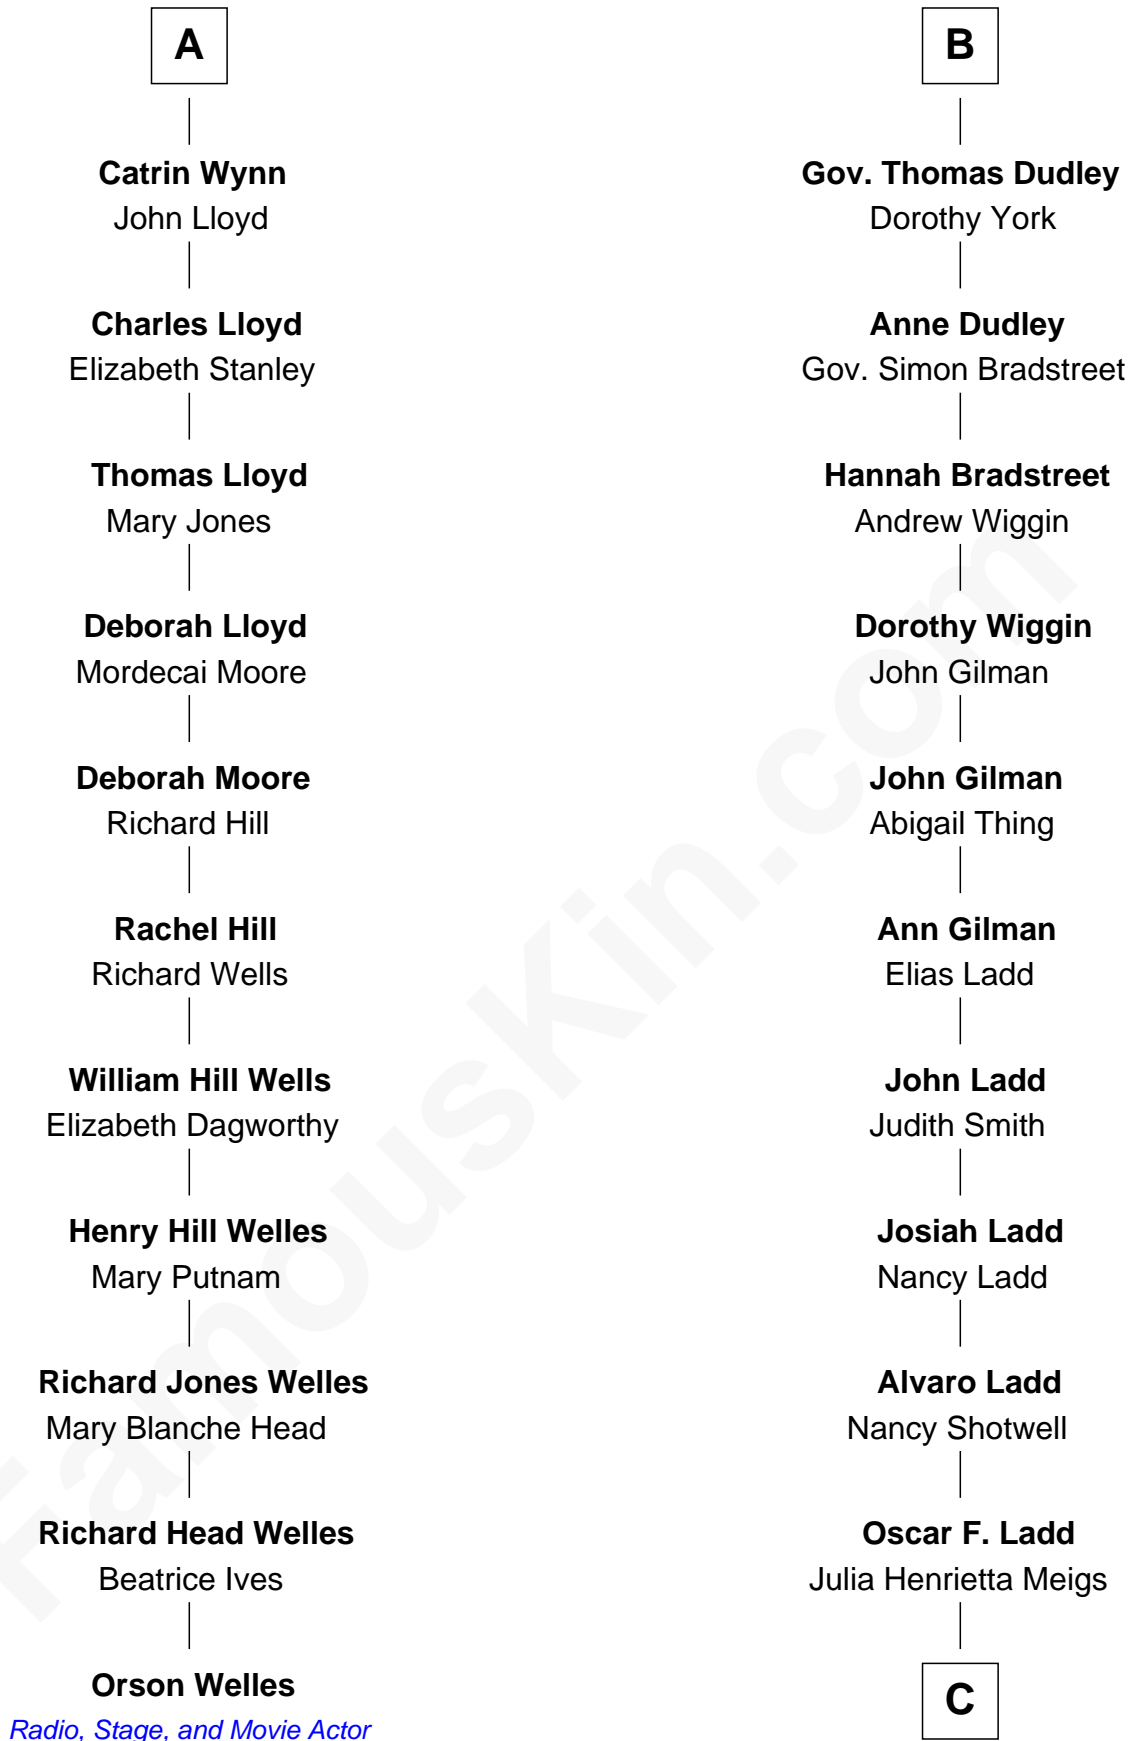 A
Catrin Wynn
John Lloyd
Charles Lloyd
Elizabeth Stanley
Thomas Lloyd
Mary Jones
Deborah Lloyd
Mordecai Moore
Deborah Moore
Richard Hill
Rachel Hill
Richard Wells
William Hill Wells
Elizabeth Dagworthy
Henry Hill Welles
Mary Putnam
Richard Jones Welles
Mary Blanche Head
Richard Head Welles
Beatrice Ives
Orson Welles
Radio, Stage, and Movie Actor
B
Gov. Thomas Dudley
Dorothy York
Anne Dudley
Gov. Simon Bradstreet
Hannah Bradstreet
Andrew Wiggin
Dorothy Wiggin
John Gilman
John Gilman
Abigail Thing
Ann Gilman
Elias Ladd
John Ladd
Judith Smith
Josiah Ladd
Nancy Ladd
Alvaro Ladd
Nancy Shotwell
Oscar F. Ladd
Julia Henrietta Meigs
C
FamousKin.com